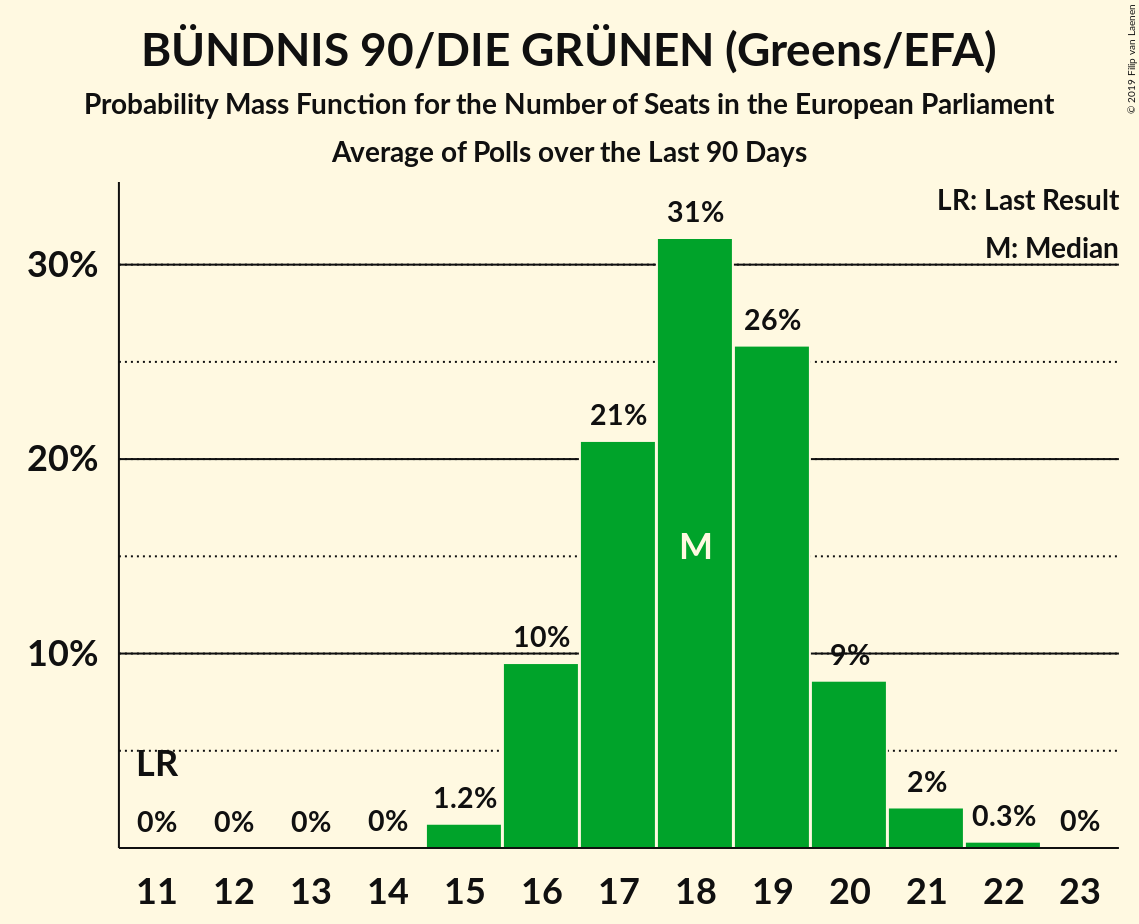 BÜNDNIS 90/DIE GRÜNEN (Greens/EFA)
Probability Mass Function for the Number of Seats in the European Parliament
Average of Polls over the Last 90 Days
© 2019 Filip van Laenen
LR: Last Result
M: Median
30%
20%
10%
31%
26%
21%
M
10%
9%
LR
0%
0%
0%
0%
1.2%
2%
0.3%
0%
11 12 13 14 15 16 17 18 19 20 21 22 23